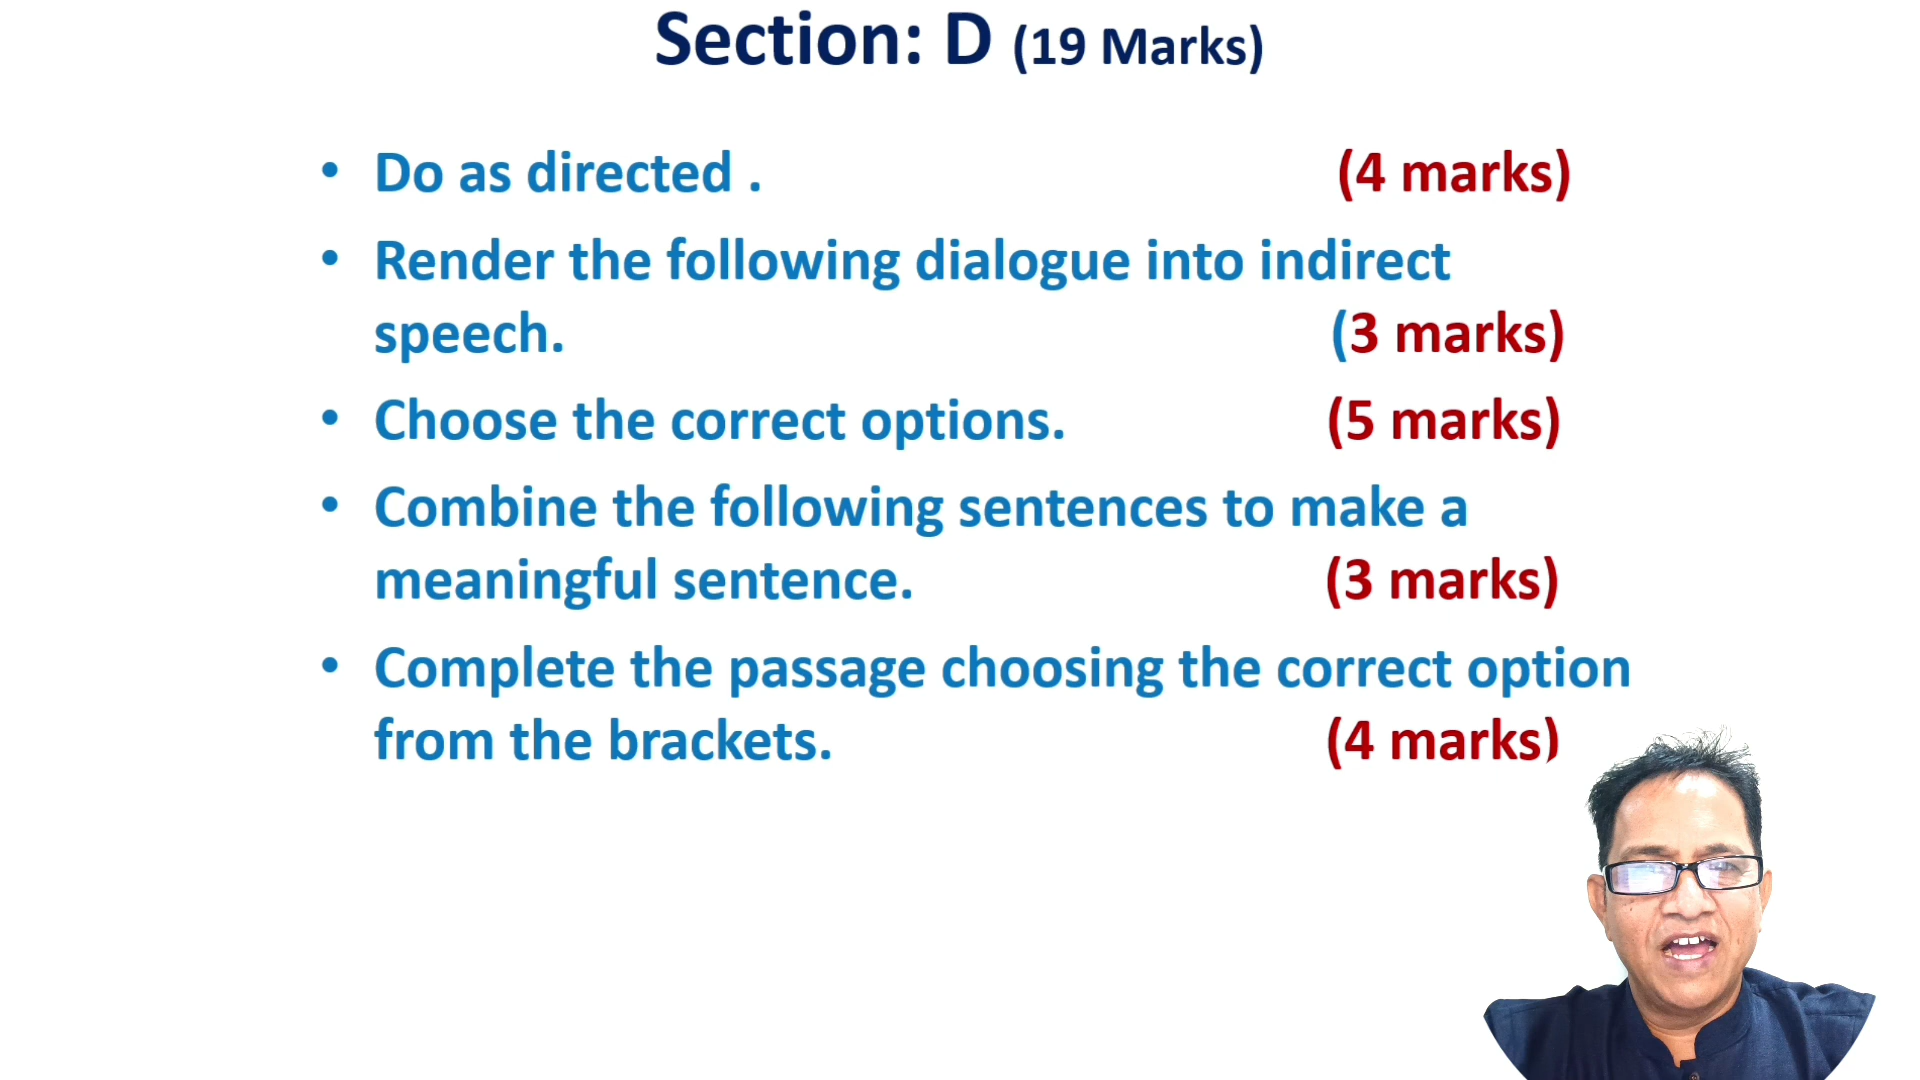 Section: D (19 Marks)
• Do as directed . (4 marks)
• Render the following dialogue into indirect
speech. (3 marks)
• Choose the correct options. (5 marks)
• Combine the following sentences to make a
meaningful sentence. (3 marks)
• Complete the passage choosing the correct option
from the brackets. (4 marks)